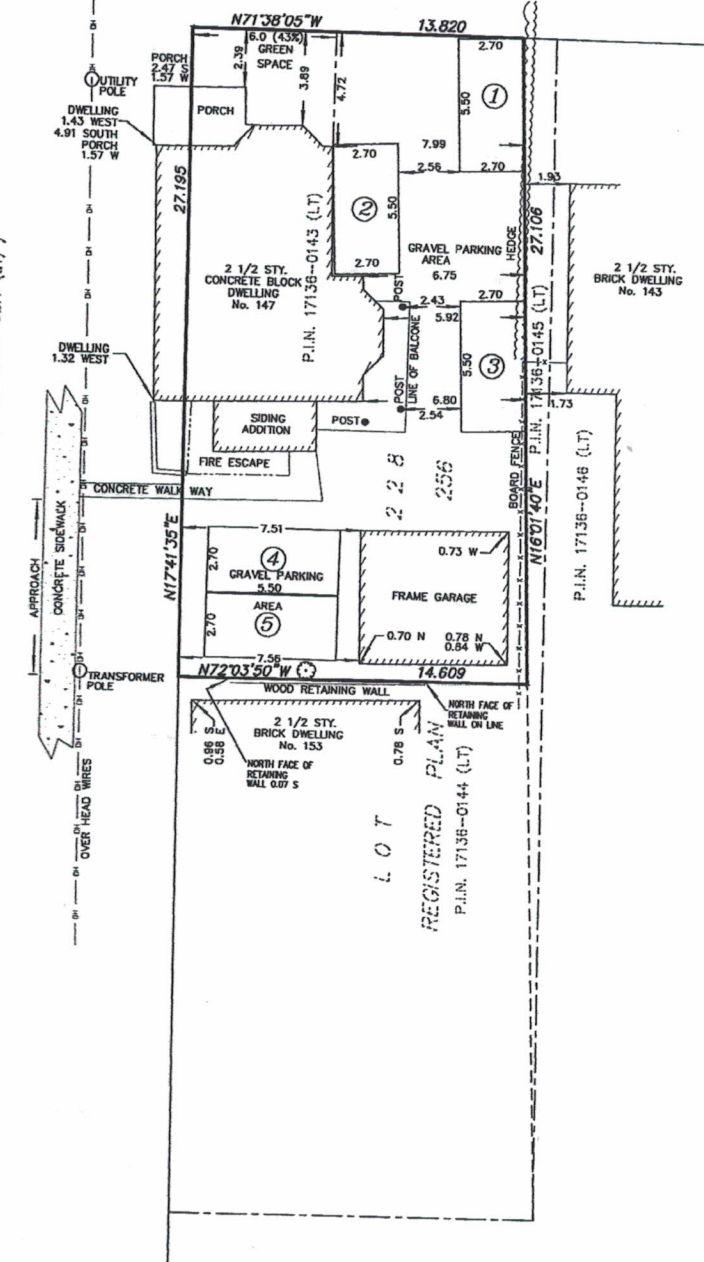 N71°38'05"W
13.820
6.0 (43%)
GREEN
SPACE
2.39
3.89
4.72
2.70
5.50
1
7.99
2.56
2.70
PORCH
2.47 S
1.57 W
UTILITY
POLE
PORCH
DWELLING
1.43 WEST
4.91 SOUTH
PORCH
1.57 W
27.195
2.70
2
5.50
2.70
1.93
27.106
HEDGE
GRAVEL PARKING
AREA
6.75
P.I.N. 17136-0143 (LT)
2 1/2 STY.
CONCRETE BLOCK
DWELLING
No. 147
2 1/2 STY.
BRICK DWELLING
No. 143
POST
2.43
2.70
5.92
LINE OF BALCONE
3
5.50
P.I.N. 17136-0145 (LT)
DWELLING
1.32 WEST
6.80
POST
2.54
1.73
SIDING
ADDITION
POST
FIRE ESCAPE
CONCRETE WALK WAY
228
256
BOARD FENCE
N16°01'40"E
P.I.N. 17136-0146 (LT)
APPROACH
CONCRETE SIDEWALK
N17°41'35"E
7.51
2.70
4
GRAVEL PARKING
5.50
AREA
2.70
5
7.56
0.73 W
FRAME GARAGE
0.70 N
0.78 N
0.84 W
TRANSFORMER
POLE
N72°03'50"W
14.609
WOOD RETAINING WALL
2 1/2 STY.
BRICK DWELLING
No. 153
0.96 S
0.58 E
0.78 S
NORTH FACE OF
RETAINING
WALL ON LINE
NORTH FACE OF
RETAINING
WALL 0.07 S
OVER HEAD WIRES
LOT
REGISTERED PLAN
P.I.N. 17136-0144 (LT)